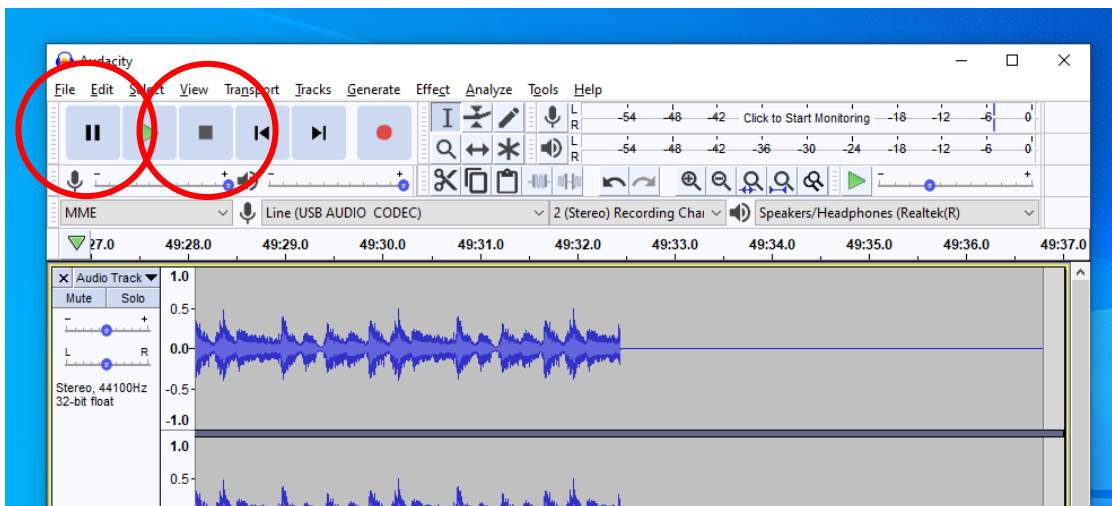 Audacity
File Edit Select View Transport Tracks Generate Effect Analyze Tools Help
L
R
-54 -48 -42 Click to Start Monitoring -18 -12 -6 0
L
R
-54 -48 -42 -36 -30 -24 -18 -12 -6 0
- + - + - +
MME Line (USB AUDIO CODEC) 2 (Stereo) Recording Chai Speakers/Headphones (Realtek(R)
27.0 49:28.0 49:29.0 49:30.0 49:31.0 49:32.0 49:33.0 49:34.0 49:35.0 49:36.0 49:37.0
Audio Track
Mute Solo
- +
L R
Stereo, 44100Hz
32-bit float
1.0
0.5
0.0
-0.5
-1.0
1.0
0.5